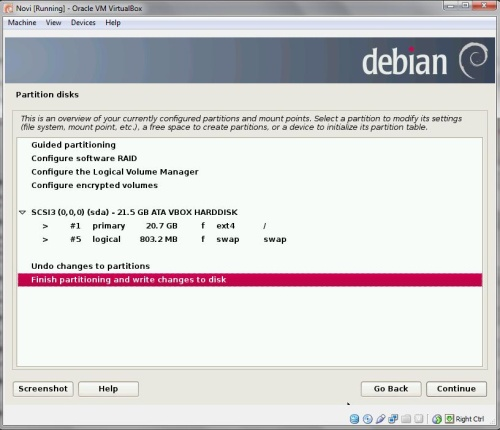 Novi [Running] - Oracle VM VirtualBox
Machine View Devices Help
debian
Partition disks
This is an overview of your currently configured partitions and mount points. Select a partition to modify its settings
(file system, mount point, etc.), a free space to create partitions, or a device to initialize its partition table.
Guided partitioning
Configure software RAID
Configure the Logical Volume Manager
Configure encrypted volumes
SCSI3 (0,0,0) (sda) - 21.5 GB ATA VBOX HARDDISK
> #1 primary 20.7 GB f ext4 /
> #5 logical 803.2 MB f swap swap
Undo changes to partitions
Finish partitioning and write changes to disk
Screenshot Help Go Back Continue
Right Ctrl